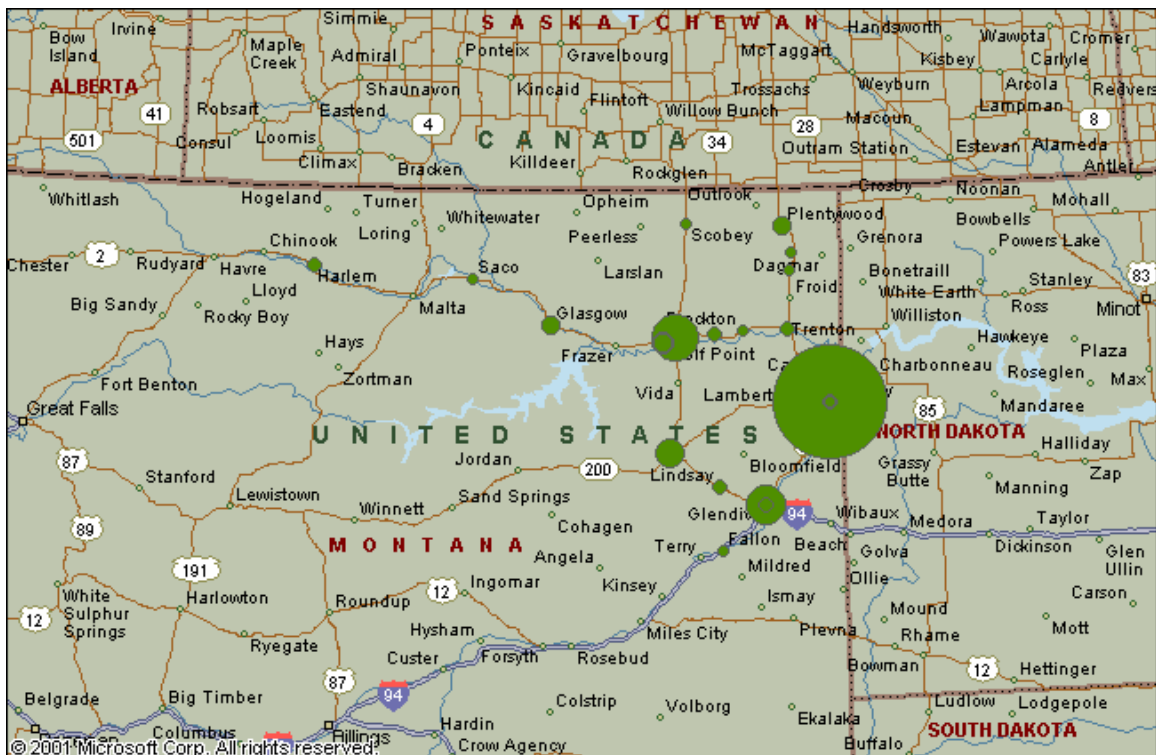 Irvine
Simmie
SASKATCHEWAN
Handsworth
Bow
Island
Maple
Creek
Admiral
Ponteix
Gravelbourg
McTaggart
Wawota
Cromer
Kisbey
Carlyle
ALBERTA
Shaunavon
Kincaid
Trossachs
Weyburn
Arcola
Redvers
41
Robsart
Eastend
Flintoft
Willow Bunch
Lampman
501
Consul
Loomis
4
CANADA
34
28
Macoun
8
Climax
Killdeer
Outram Station
Estevan
Alameda
Bracken
Rockglen
Antler
Whitlash
Hogeland
Turner
Opheim
Outlook
Crosby
Noonan
Mohall
Whitewater
Plentywood
Bowbells
Loring
Peerless
Scobey
Grenora
Powers Lake
Chinook
2
Chester
Rudyard
Havre
Harlem
Saco
Larslan
Dagmar
Bonetraill
Stanley
83
Big Sandy
Lloyd
Malta
Froid
White Earth
Ross
Minot
Rocky Boy
Glasgow
Trenton
Williston
Hays
Frazer
Hawkeye
Plaza
Zortman
Charbonneau
Roseglen
Max
Fort Benton
Vida
Great Falls
85
Mandaree
UNITED STATES
NORTH DAKOTA
87
Jordan
200
Bloomfield
Halliday
Stanford
Lindsay
Grassy
Butte
Zap
Lewistown
Sand Springs
Manning
Winnett
94
89
Cohagen
Wibaux
Medora
Taylor
MONTANA
Fallon
Beach
Angela
Terry
Golva
Dickinson
Glen
Ullin
191
Ingomar
Mildred
White
Sulphur
Springs
12
Kinsey
Ollie
Harlowton
Roundup
Ismay
Mound
Carson
12
Hysham
Miles City
Plevna
Rhame
Mott
Ryegate
Custer
Forsyth
Rosebud
Bowman
12
Hettinger
87
94
Belgrade
Big Timber
Colstrip
Volborg
Ekalaka
Ludlow
Lodgepole
Columbus
Billings
Hardin
SOUTH DAKOTA
Crow Agency
Buffalo
© 2001 Microsoft Corp. All rights reserved.